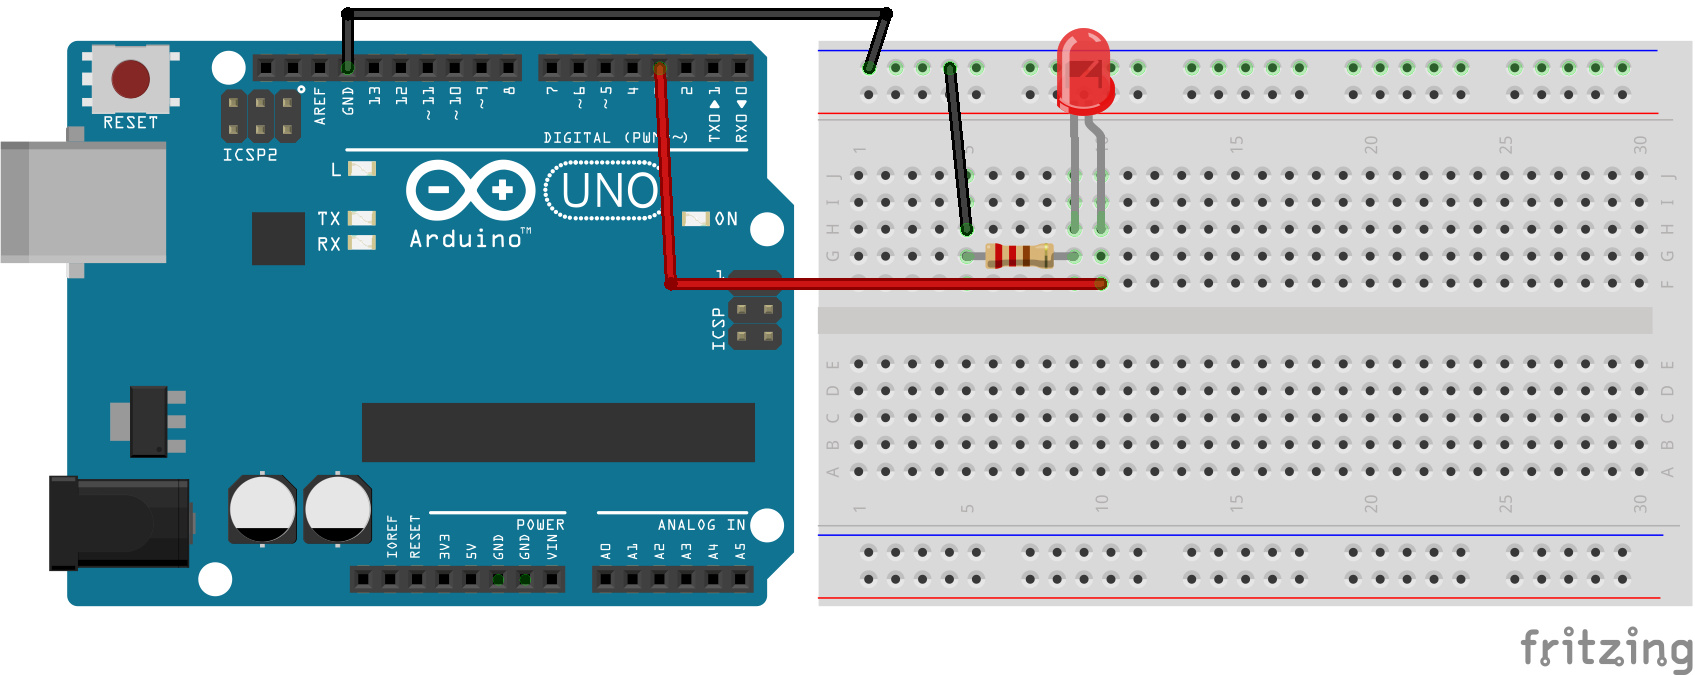 RESET
ICSP2
AREF
GND
13
12
~11
~10
~9
8
7
~6
~5
4
2
TXO▶1
RXO◀0
DIGITAL (PWM ~)
L
TX
RX
UNO
ON
Arduino™
1
ICSP
IOREF
RESET
3V3
5V
GND
GND
VIN
POWER
ANALOG IN
A0
A1
A2
A3
A4
A5
1 5 10 15 20 25 30
J J
I I
H H
G G
F F
E E
D D
C C
B B
A A
1 5 10 15 20 25 30
fritzing